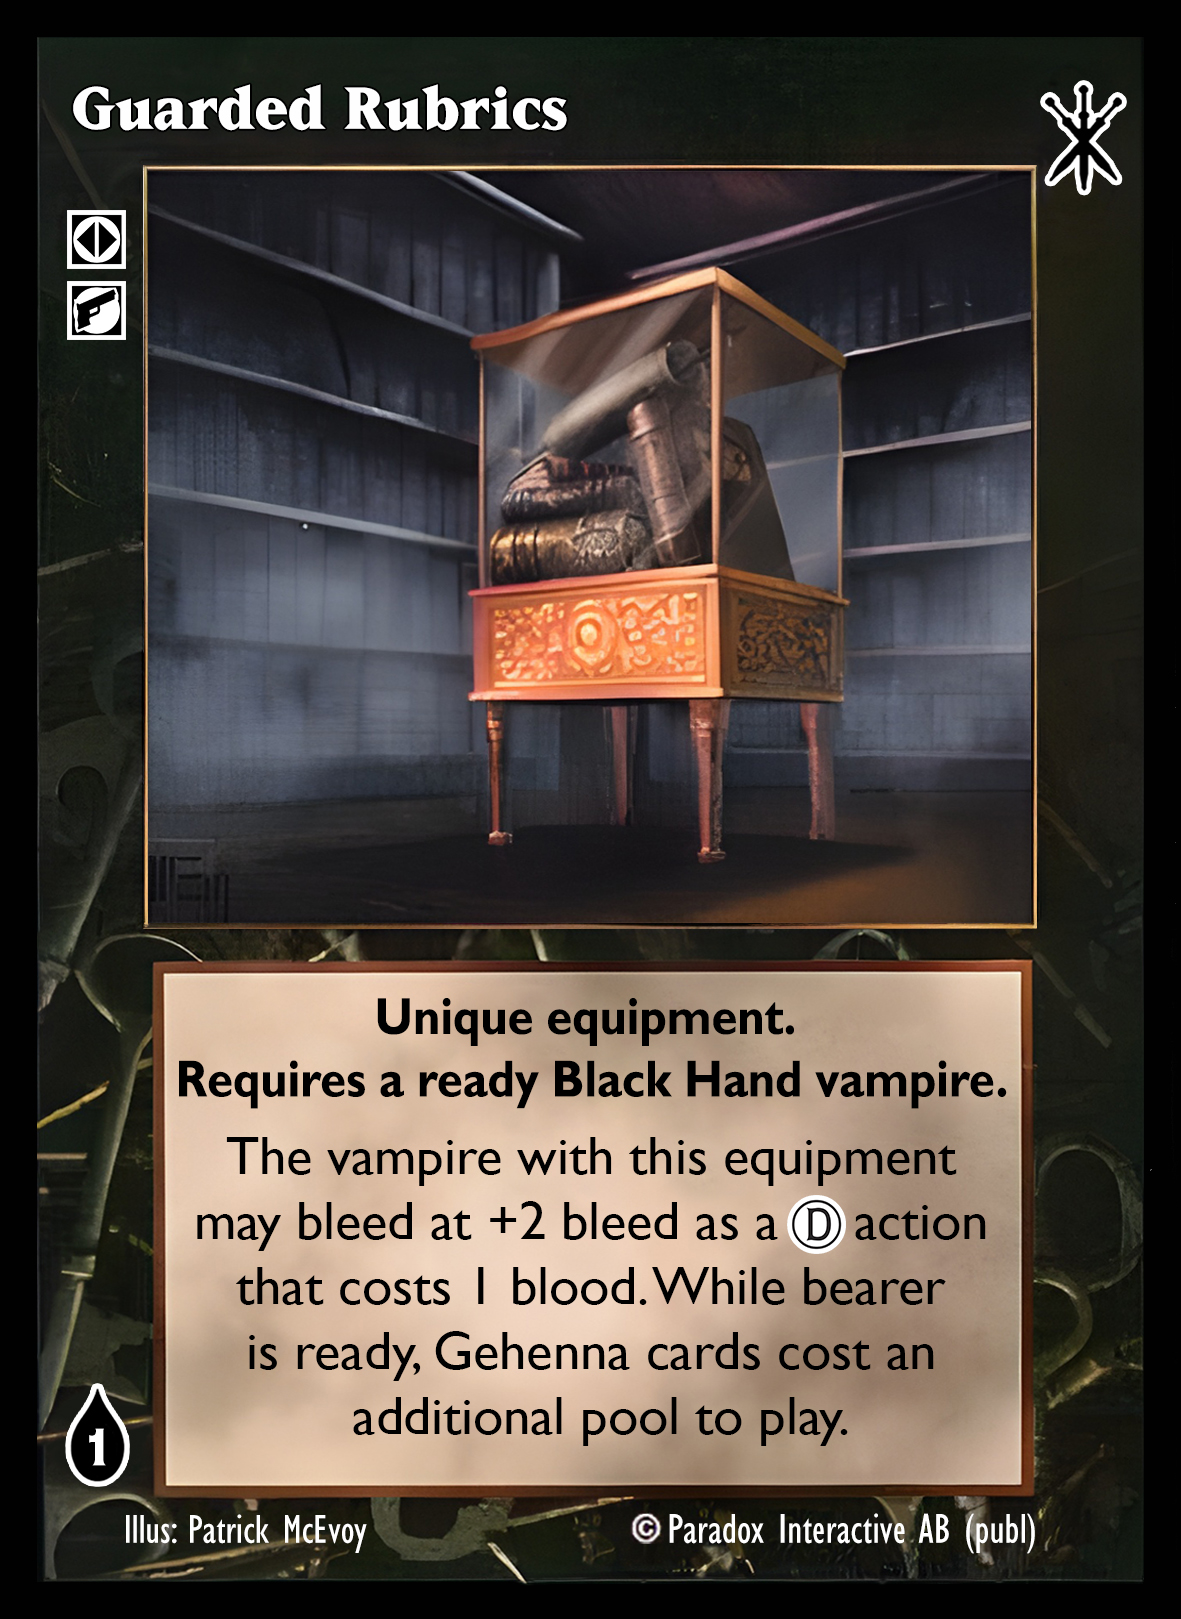 Guarded Rubrics
Unique equipment.
Requires a ready Black Hand vampire.
The vampire with this equipment
may bleed at +2 bleed as a Ⓓ action
that costs 1 blood. While bearer
is ready, Gehenna cards cost an
additional pool to play.
1
Illus: Patrick McEvoy
© Paradox Interactive AB (publ)